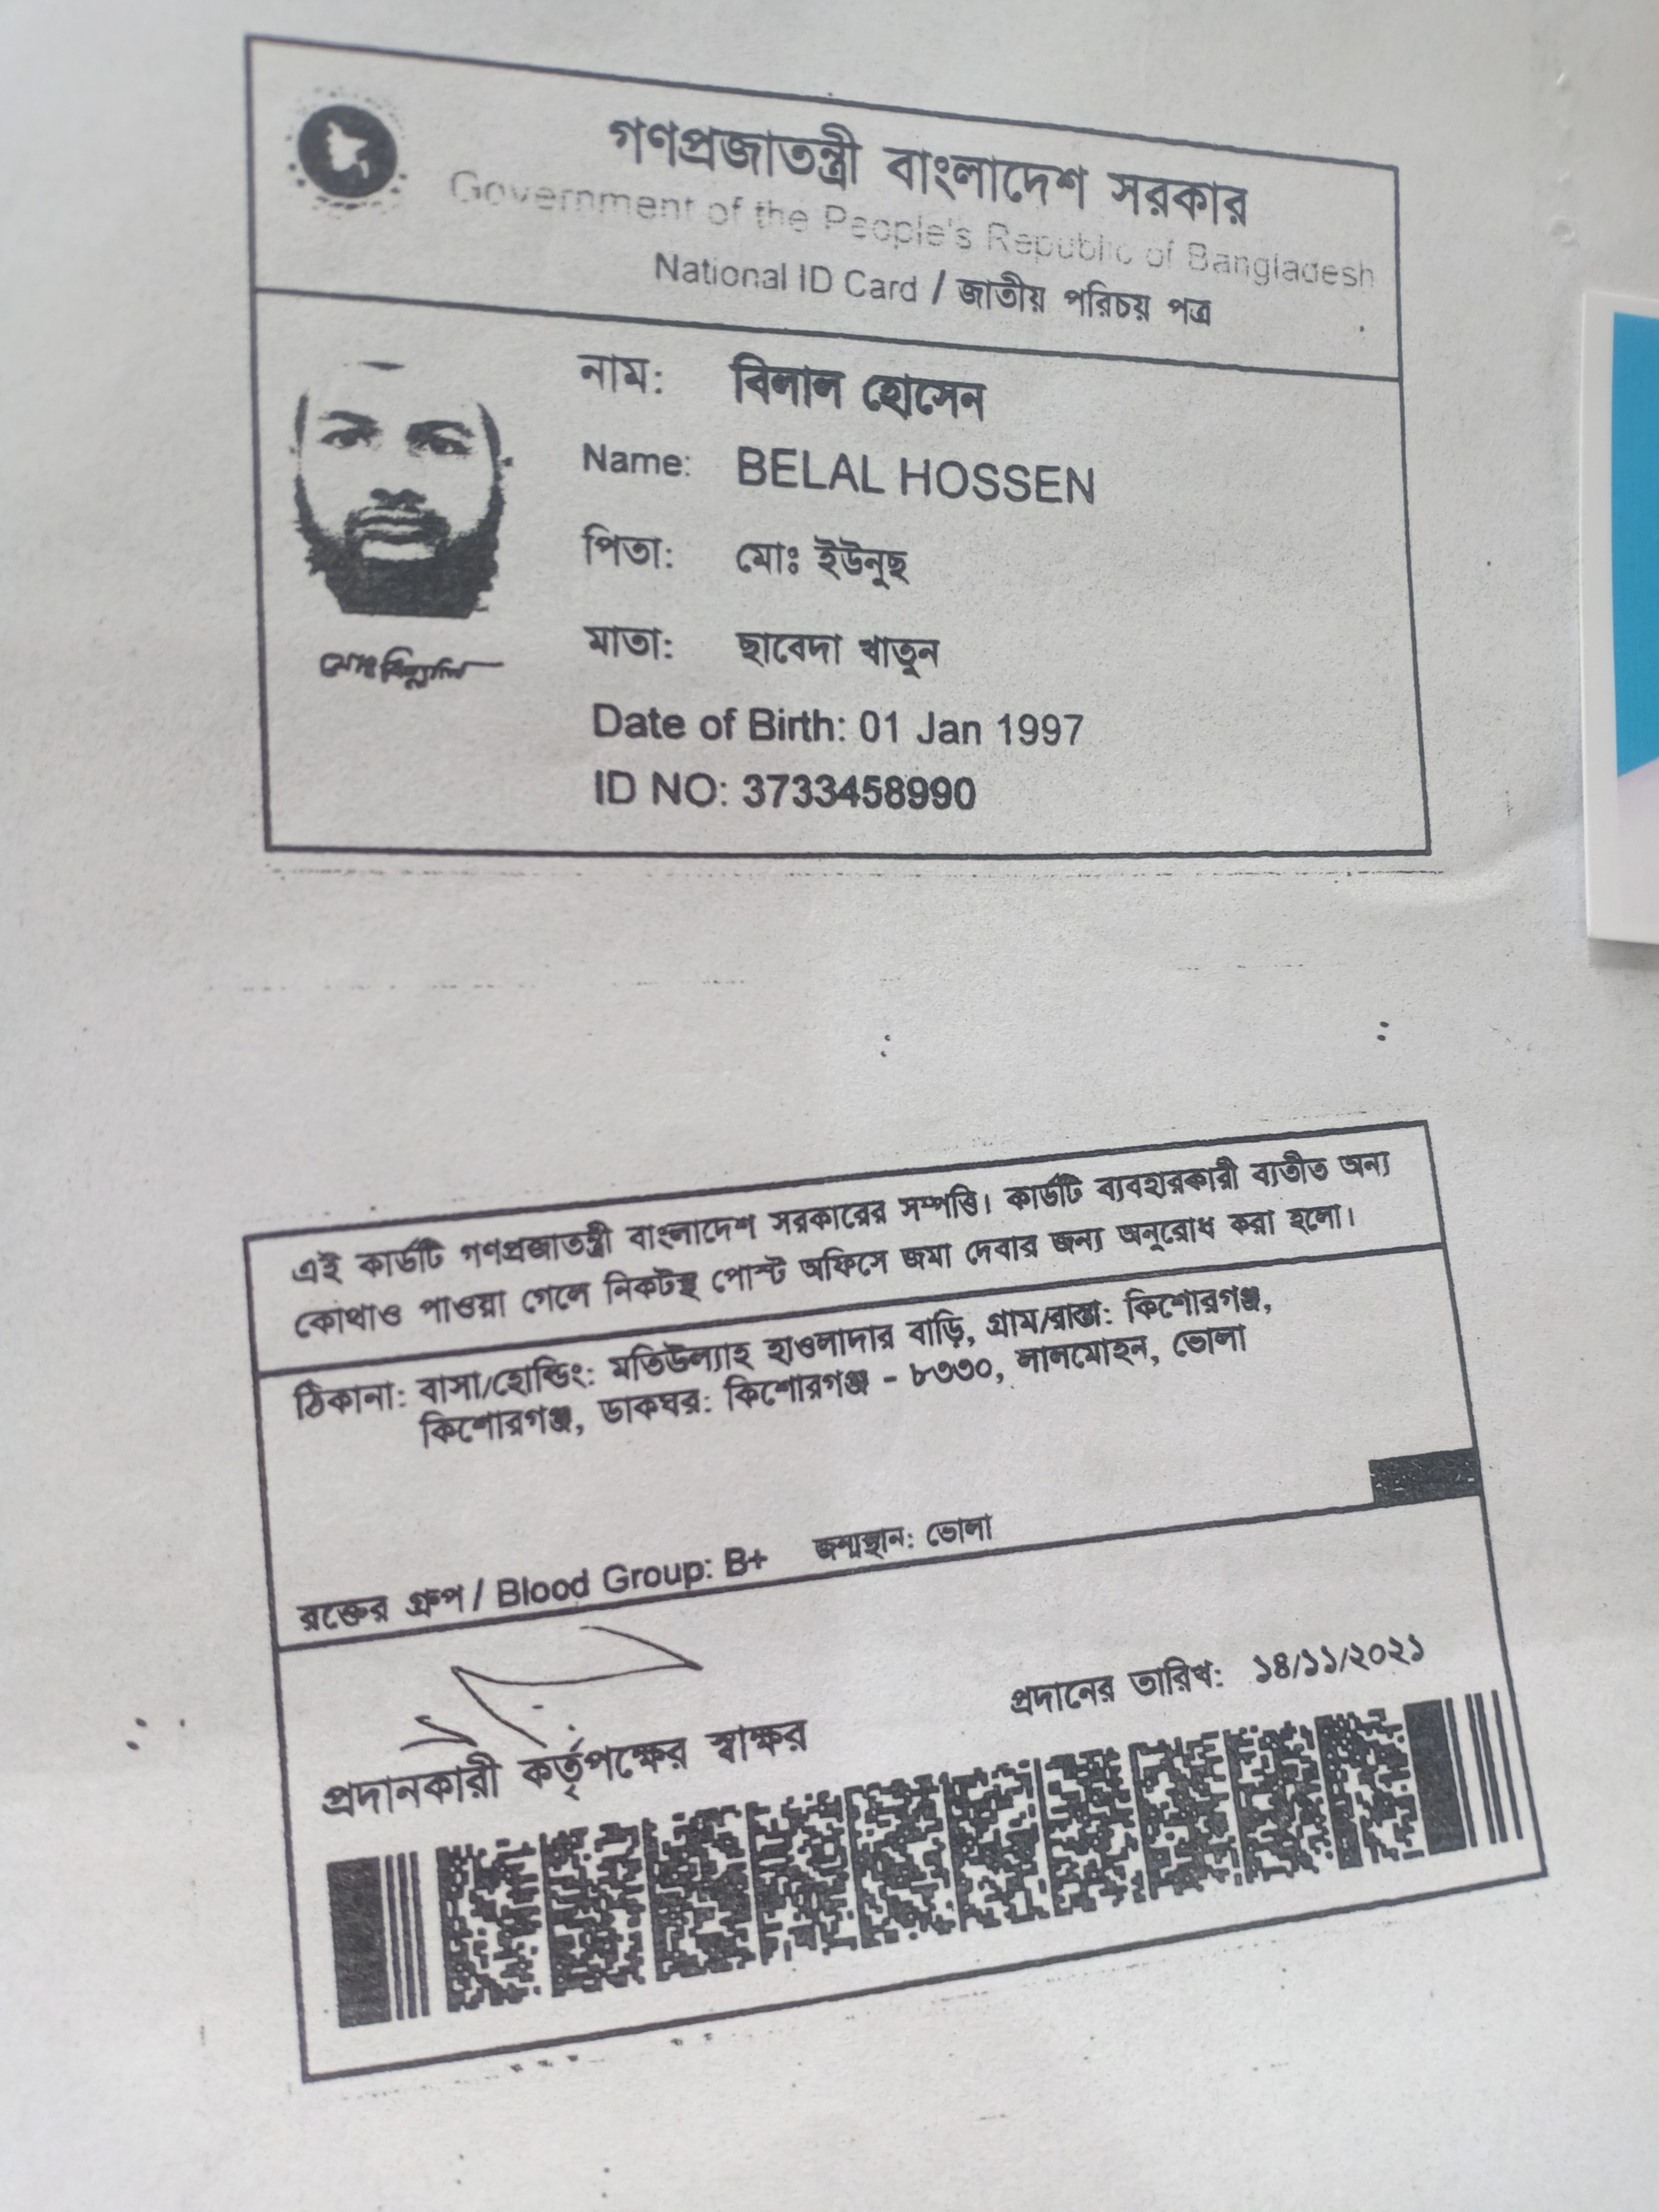 গণপ্রজাতন্ত্রী বাংলাদেশ সরকার
Government of the People's Republic of Bangladesh
National ID Card / জাতীয় পরিচয় পত্র
নাম: বিলাল হোসেন
Name: BELAL HOSSEN
পিতা: মোঃ ইউনুছ
মাতা: ছাবেদা খাতুন
Date of Birth: 01 Jan 1997
ID NO: 3733458990
এই কার্ডটি গণপ্রজাতন্ত্রী বাংলাদেশ সরকারের সম্পত্তি। কার্ডটি ব্যবহারকারী ব্যতীত অন্য
কোথাও পাওয়া গেলে নিকটস্থ পোস্ট অফিসে জমা দেবার জন্য অনুরোধ করা হলো।
ঠিকানা: বাসা/হোল্ডিং: মতিউল্যাহ হাওলাদার বাড়ি, গ্রাম/রাস্তা: কিশোরগঞ্জ,
কিশোরগঞ্জ, ডাকঘর: কিশোরগঞ্জ - ৮৩৩০, লালমোহন, ভোলা
রক্তের গ্রুপ / Blood Group: B+ জন্মস্থান: ভোলা
প্রদানকারী কর্তৃপক্ষের স্বাক্ষর
প্রদানের তারিখ: ১৪/১১/২০২১